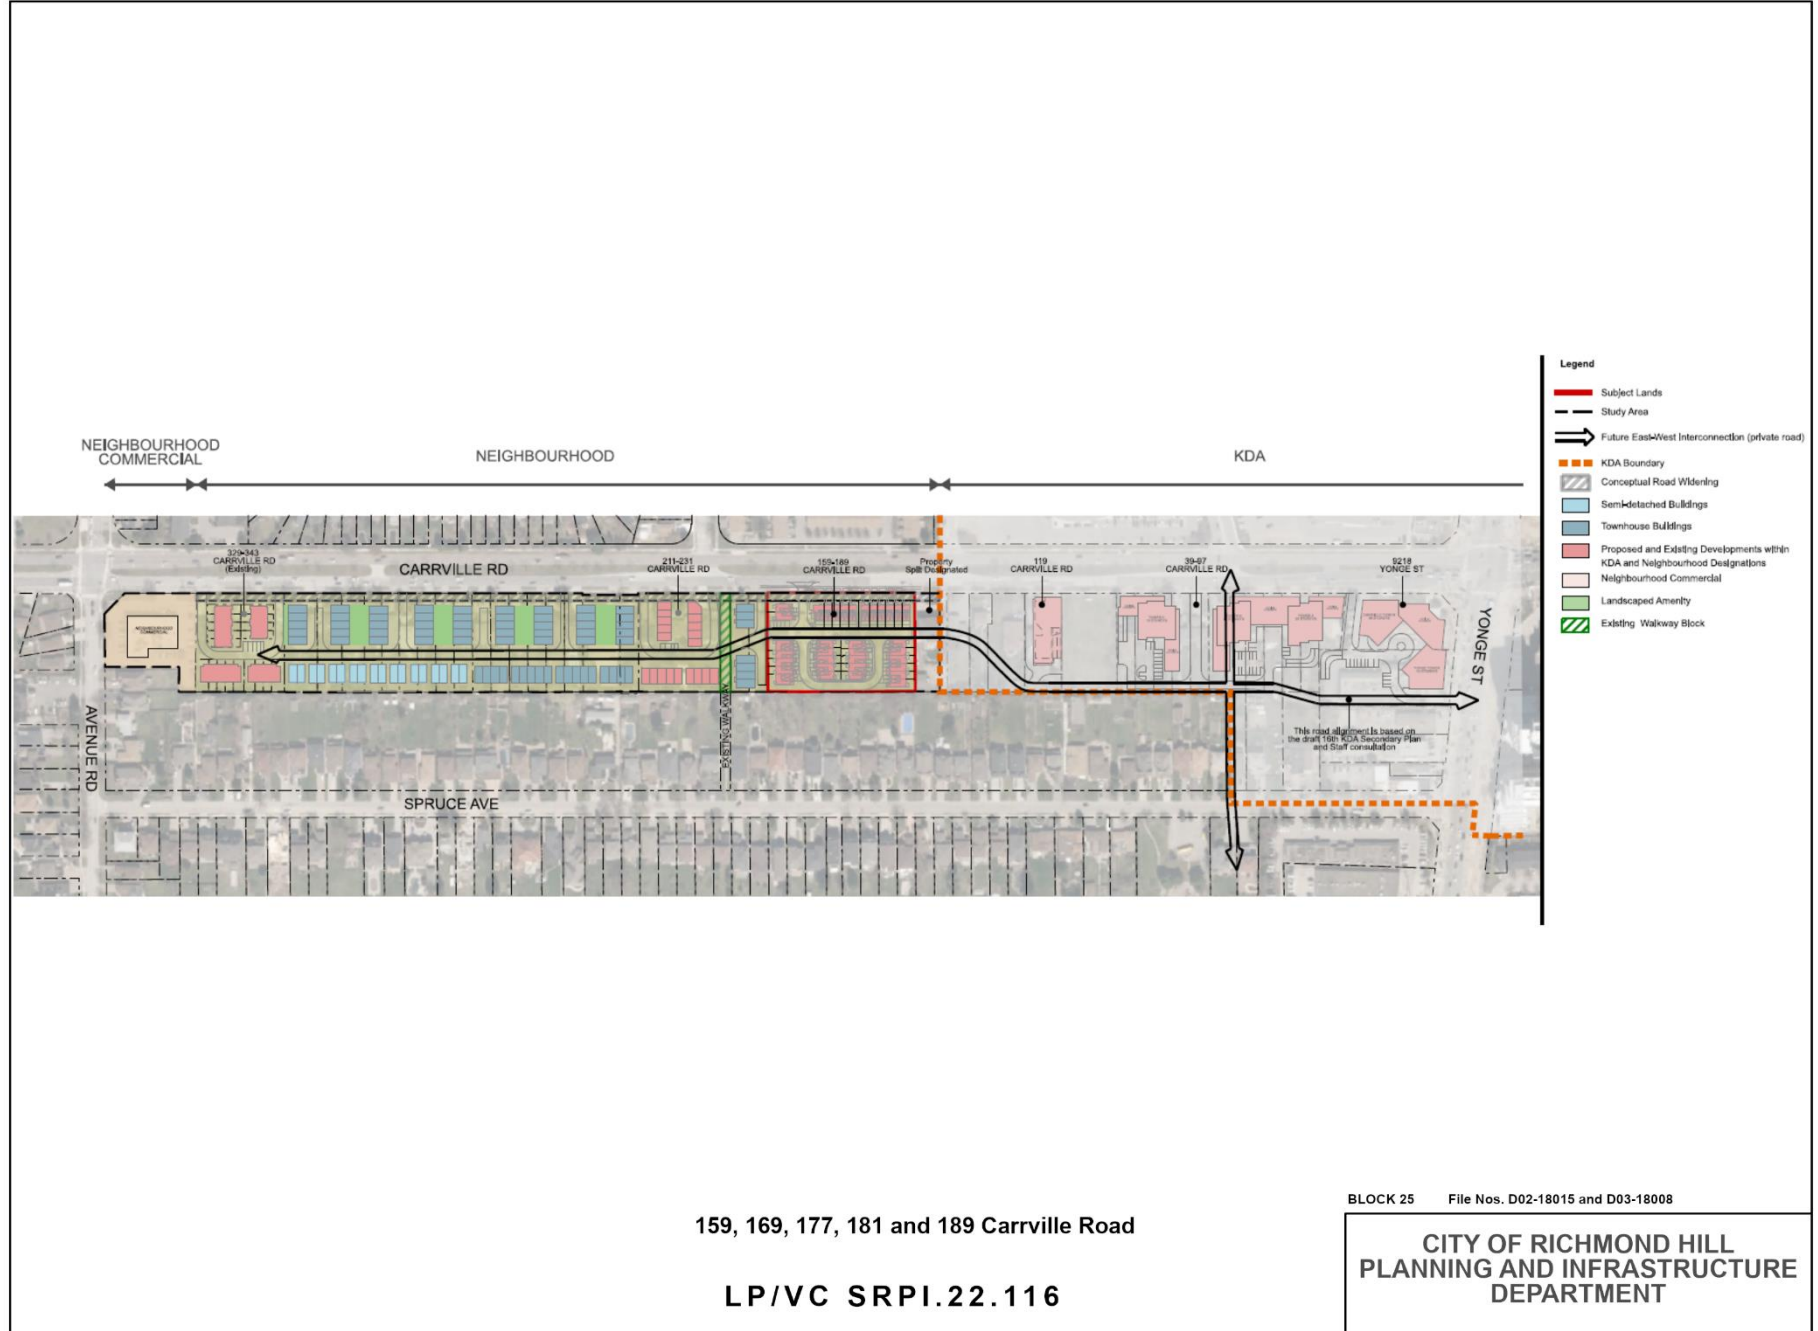 NEIGHBOURHOOD
COMMERCIAL
NEIGHBOURHOOD
KDA
Legend
Subject Lands
Study Area
Future East-West Interconnection (private road)
KDA Boundary
Conceptual Road Widening
Semi-detached Buildings
Townhouse Buildings
Proposed and Existing Developments within
KDA and Neighbourhood Designations
Neighbourhood Commercial
Landscaped Amenity
Existing Walkway Block
329-343
CARRVILLE RD
(Existing)
CARRVILLE RD
211-231
CARRVILLE RD
159-189
CARRVILLE RD
Property
Split Designated
119
CARRVILLE RD
39-97
CARRVILLE RD
9218
YONGE ST
NEIGHBOURHOOD
COMMERCIAL
YONGE ST
AVENUE RD
EXISTING WALKWAY
This road alignment is based on
the draft 16th KDA Secondary Plan
and Staff consultation
SPRUCE AVE
BLOCK 25 File Nos. D02-18015 and D03-18008
159, 169, 177, 181 and 189 Carrville Road
LP/VC SRPI.22.116
CITY OF RICHMOND HILL
PLANNING AND INFRASTRUCTURE
DEPARTMENT